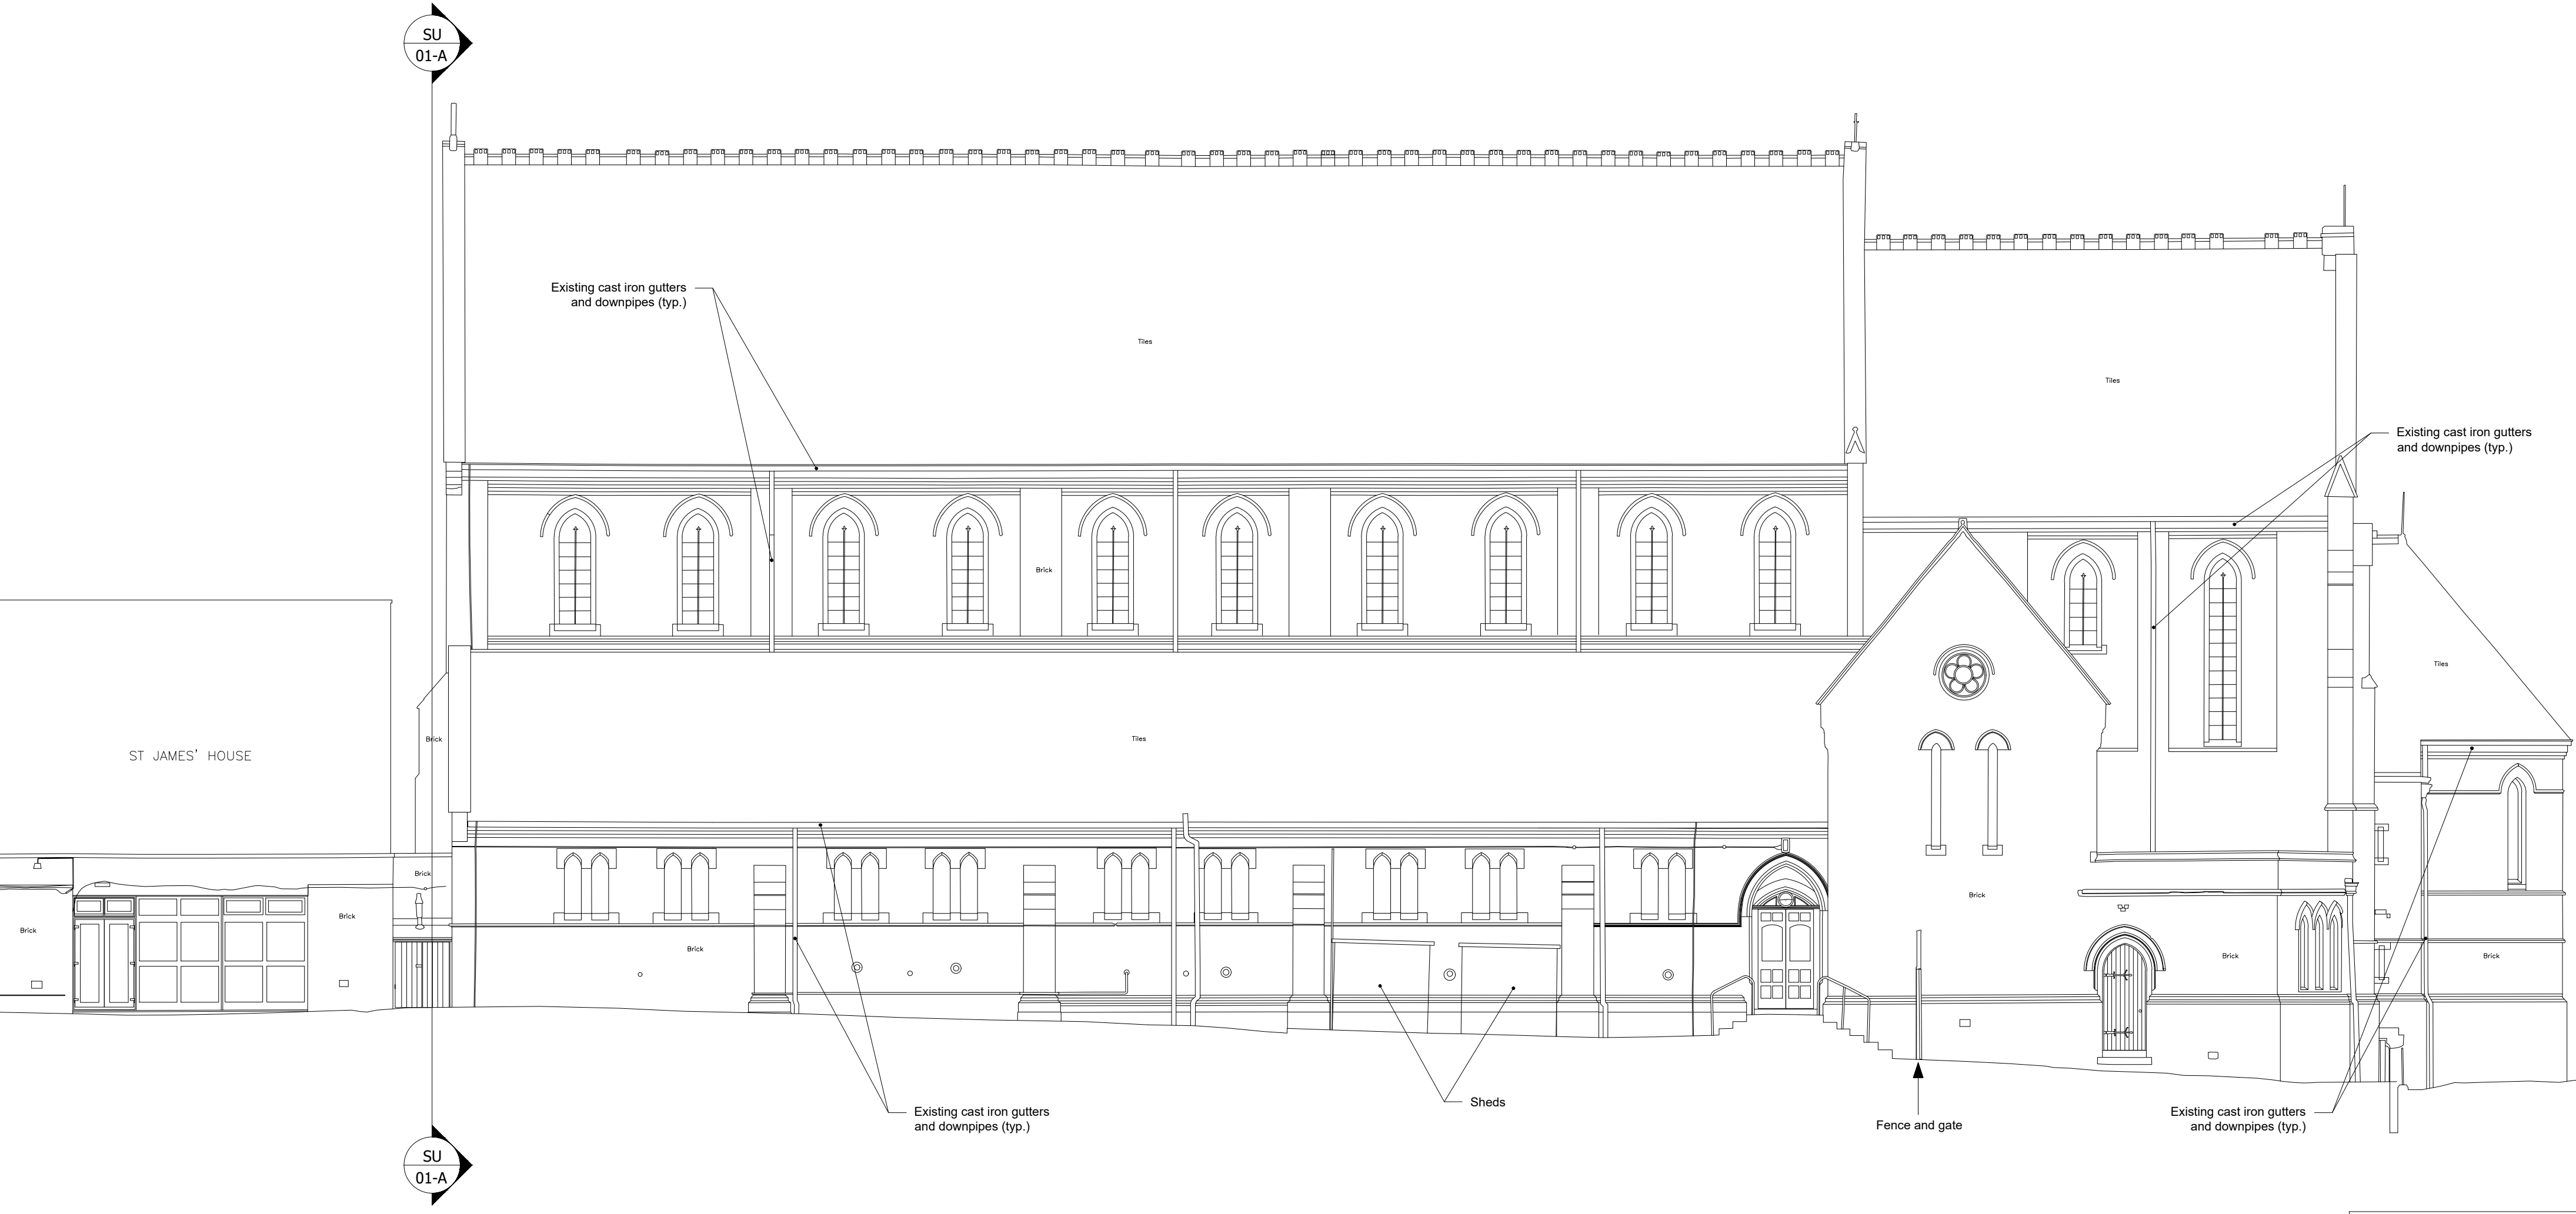 SU
01-A
Existing cast iron gutters
and downpipes (typ.)
Tiles
Tiles
Existing cast iron gutters
and downpipes (typ.)
Brick
Tiles
ST JAMES' HOUSE
Brick
Tiles
Brick
Brick
Brick
Brick
Brick
Brick
Brick
Existing cast iron gutters
and downpipes (typ.)
Sheds
Fence and gate
Existing cast iron gutters
and downpipes (typ.)
SU
01-A